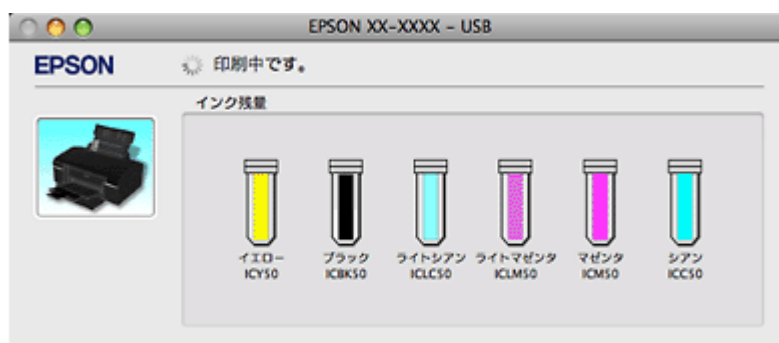 EPSON XX-XXXX – USB
EPSON
印刷中です。
インク残量
イエロー
ICY50
ブラック
ICBK50
ライトシアン
ICLC50
ライトマゼンタ
ICLM50
マゼンタ
ICM50
シアン
ICC50